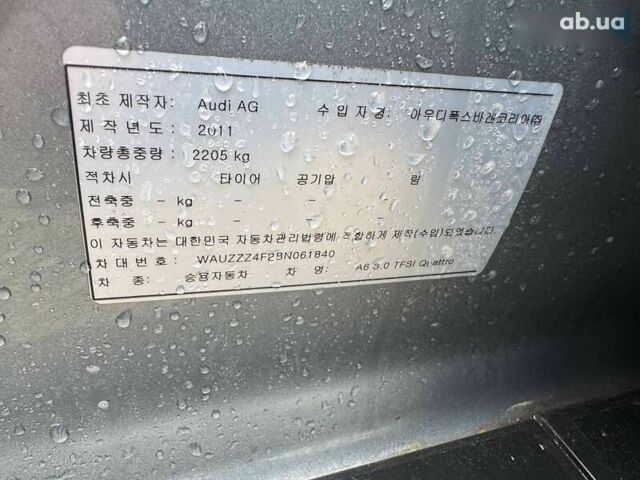 ab.ua
최초 제작자: Audi AG 수 입 자 명: 아우디폭스바겐코리아㈜
제 작 년 도 : 2011
차량총중량 : 2205 kg
적차시 타이어 공기압 림
전축중 - kg - - -
후축중 - kg - - -
이 자동차는 대한민국 자동차관리법령에 적합하게 제작(수입)되었습니다.
차 대 번 호 : WAUZZZ4F2BN061840
차 종: 승용자동차 차 명: A6 3.0 TFSI Quattro